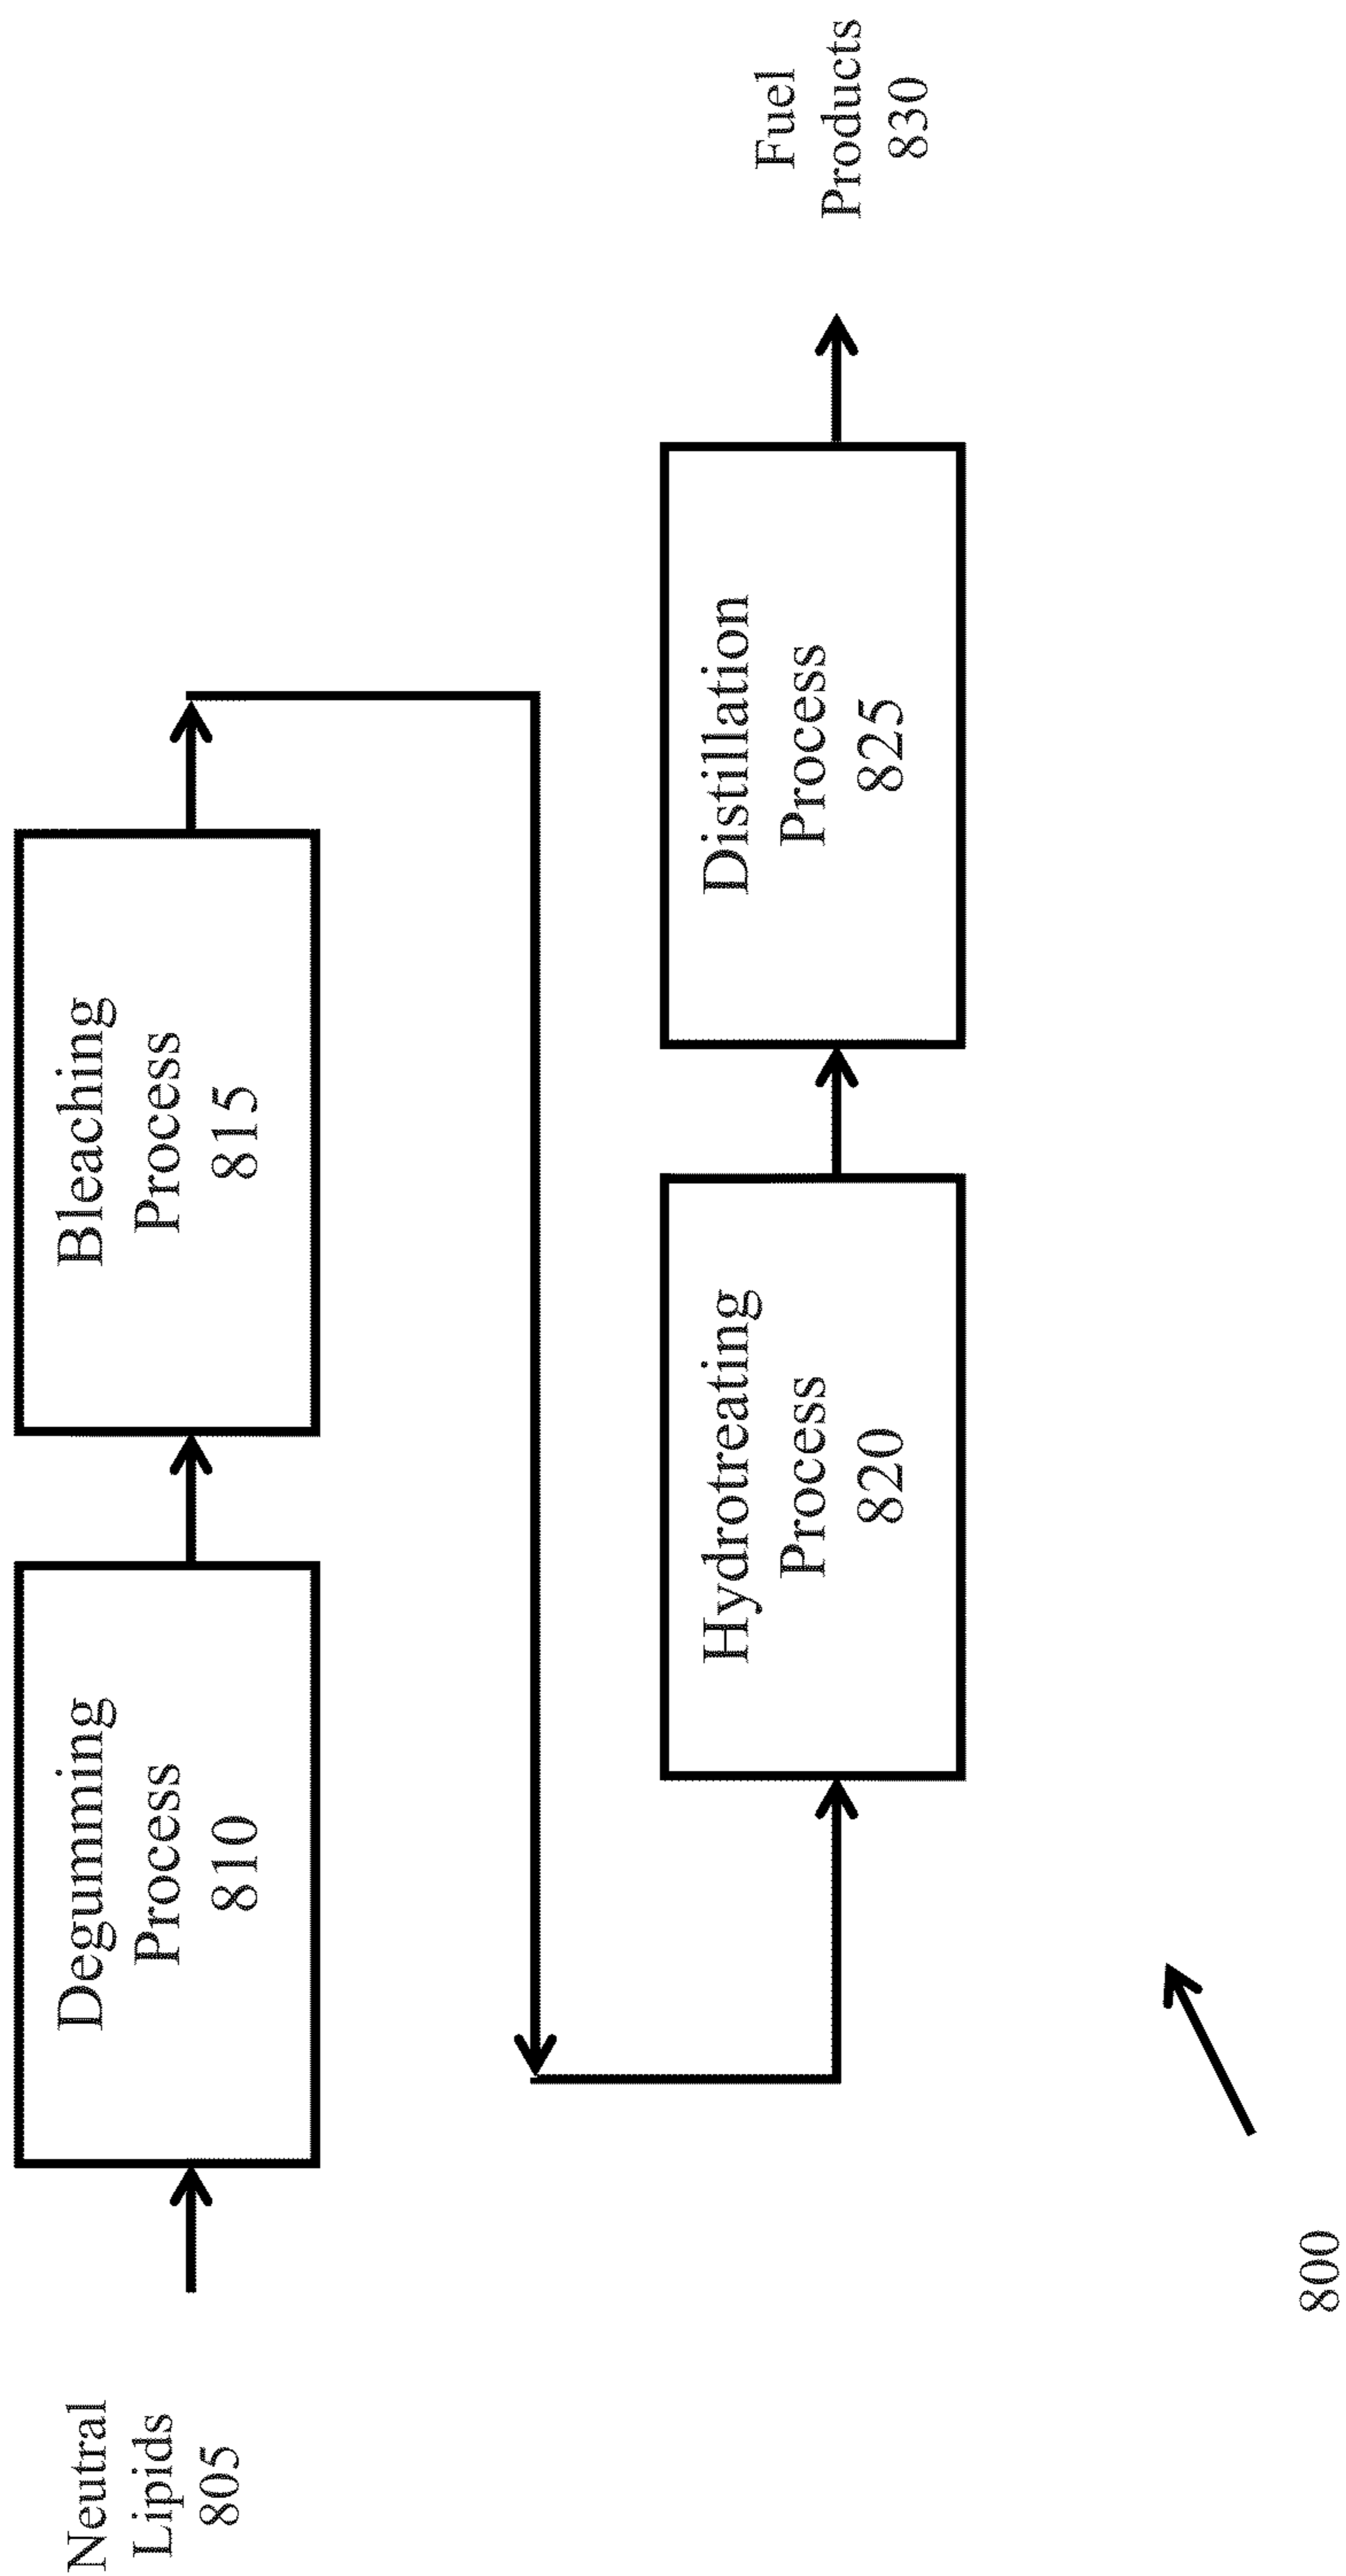 Neutral
Lipids
805
Degumming
Process
810
Bleaching
Process
815
Hydrotreating
Process
820
Distillation
Process
825
Fuel
Products
830
800